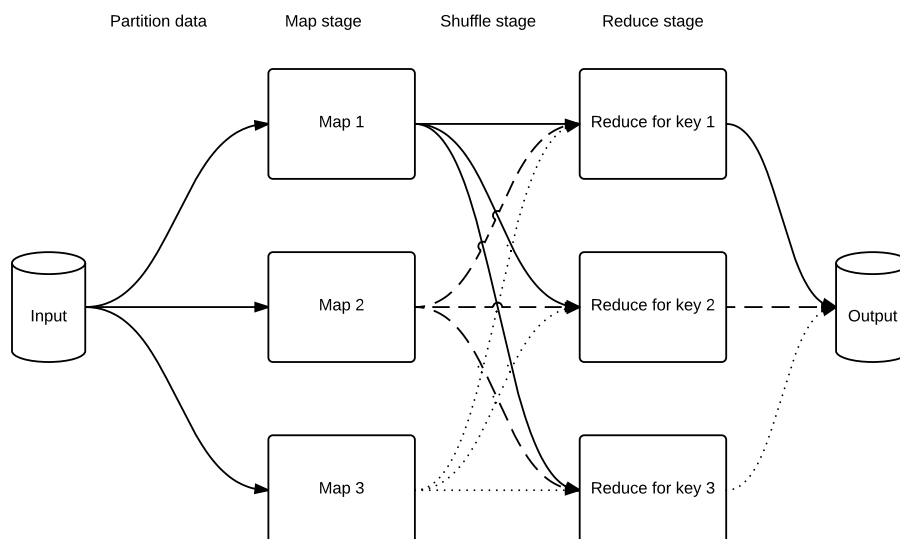 Partition data
Map stage
Shuffle stage
Reduce stage
Map 1
Reduce for key 1
Input
Map 2
Reduce for key 2
Output
Map 3
Reduce for key 3